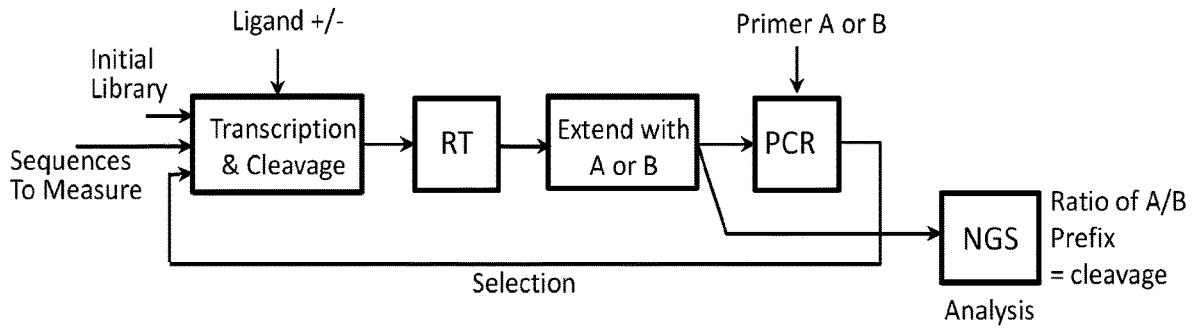 Ligand +/-
Primer A or B
Initial
Library
Transcription
& Cleavage
RT
Extend with
A or B
PCR
Sequences
To Measure
NGS
Ratio of A/B
Prefix
= cleavage
Selection
Analysis